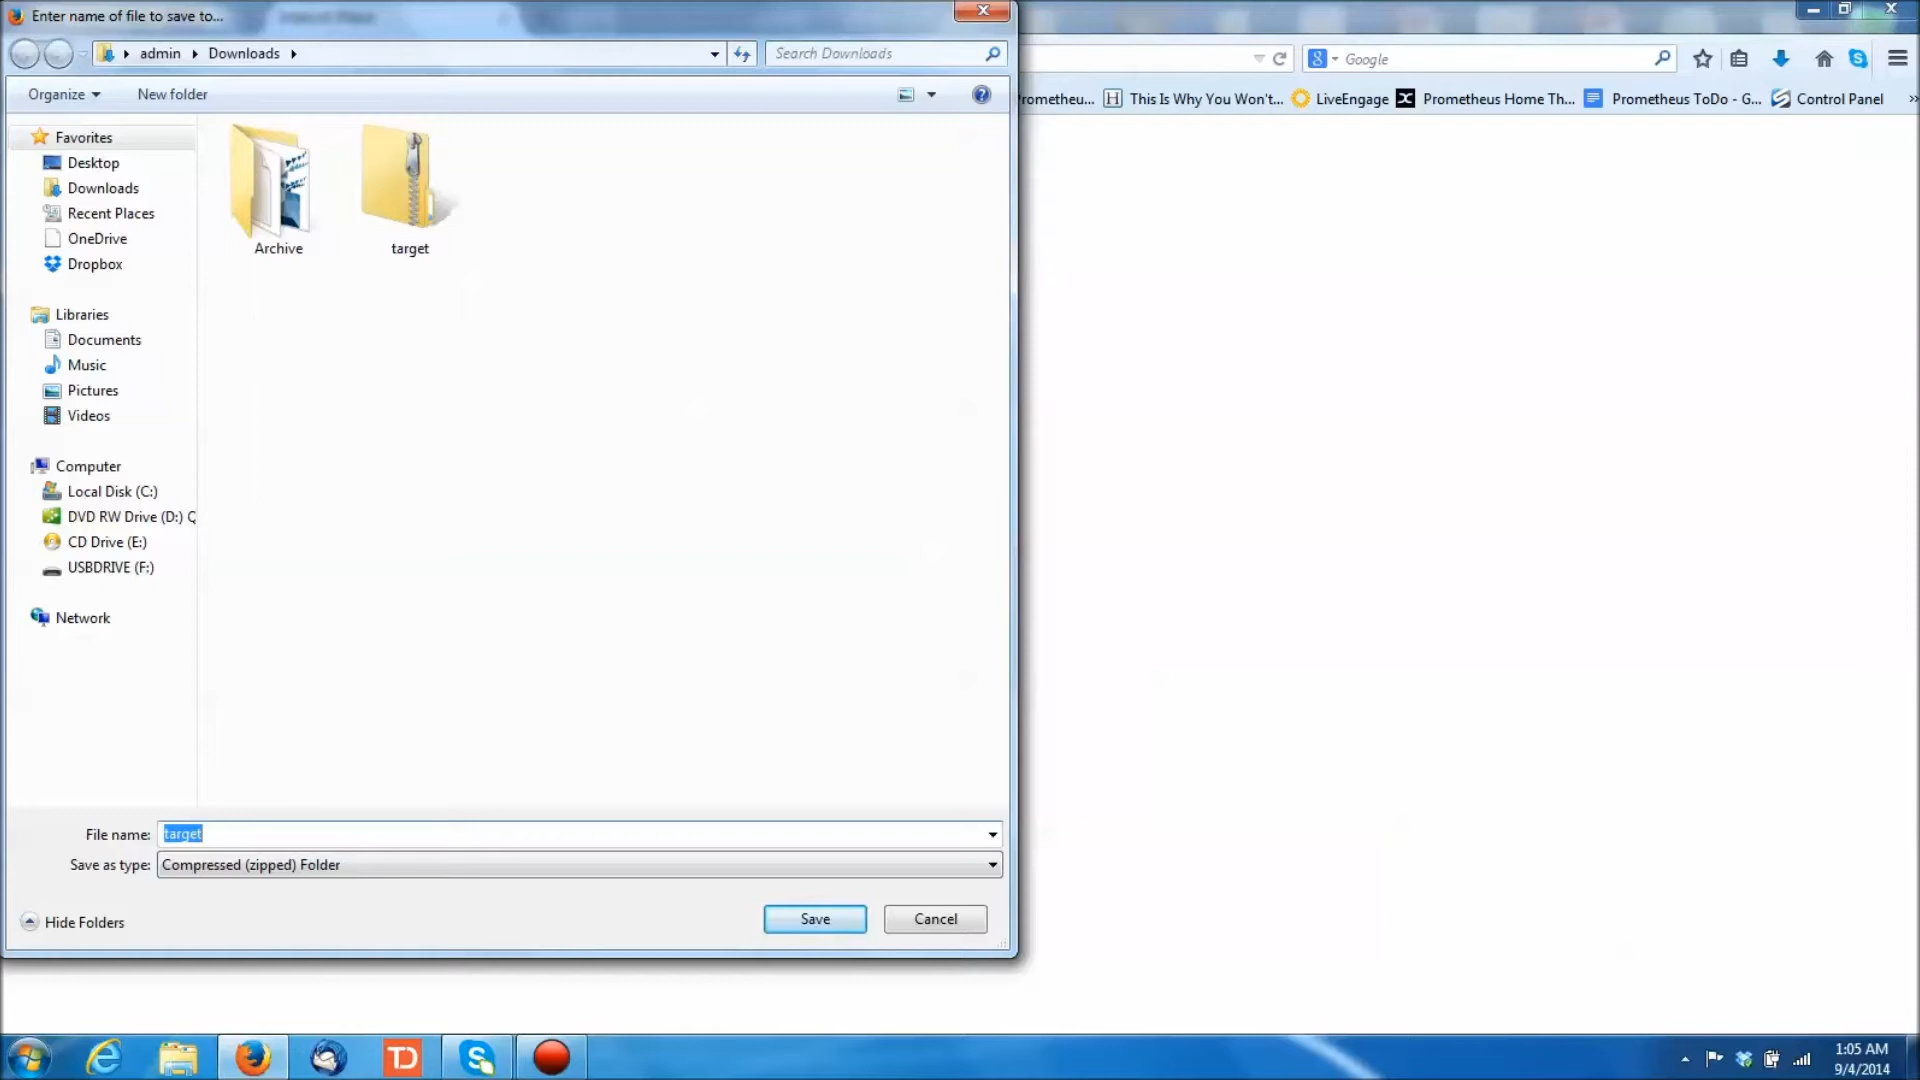 Enter name of file to save to...
admin Downloads
Search Downloads
Google
Organize New folder
Prometheu... This Is Why You Won't... LiveEngage Prometheus Home Th... Prometheus ToDo - G... Control Panel »
Favorites
Desktop
Downloads
Recent Places
OneDrive
Dropbox
Archive target
Libraries
Documents
Music
Pictures
Videos
Computer
Local Disk (C:)
DVD RW Drive (D:) Q
CD Drive (E:)
USBDRIVE (F:)
Network
File name: target
Save as type: Compressed (zipped) Folder
Hide Folders Save Cancel
TD
1:05 AM
9/4/2014